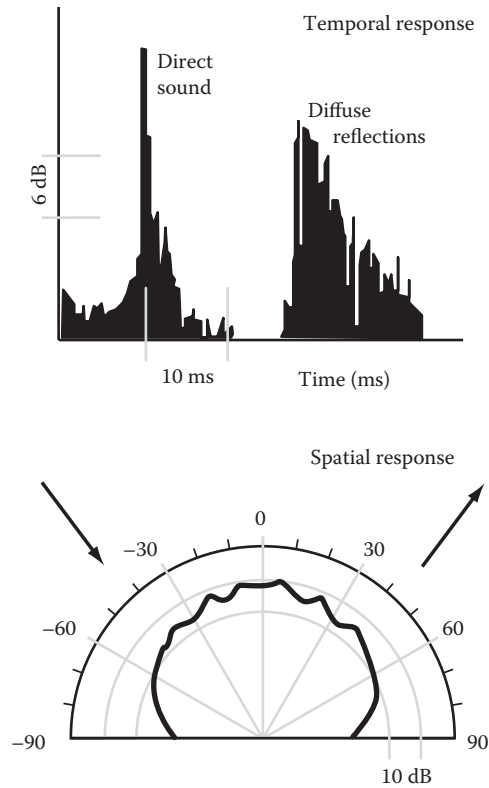 Temporal response
Direct
sound
Diffuse
reflections
6 dB
10 ms
Time (ms)
Spatial response
0
−30
30
−60
60
−90
90
10 dB